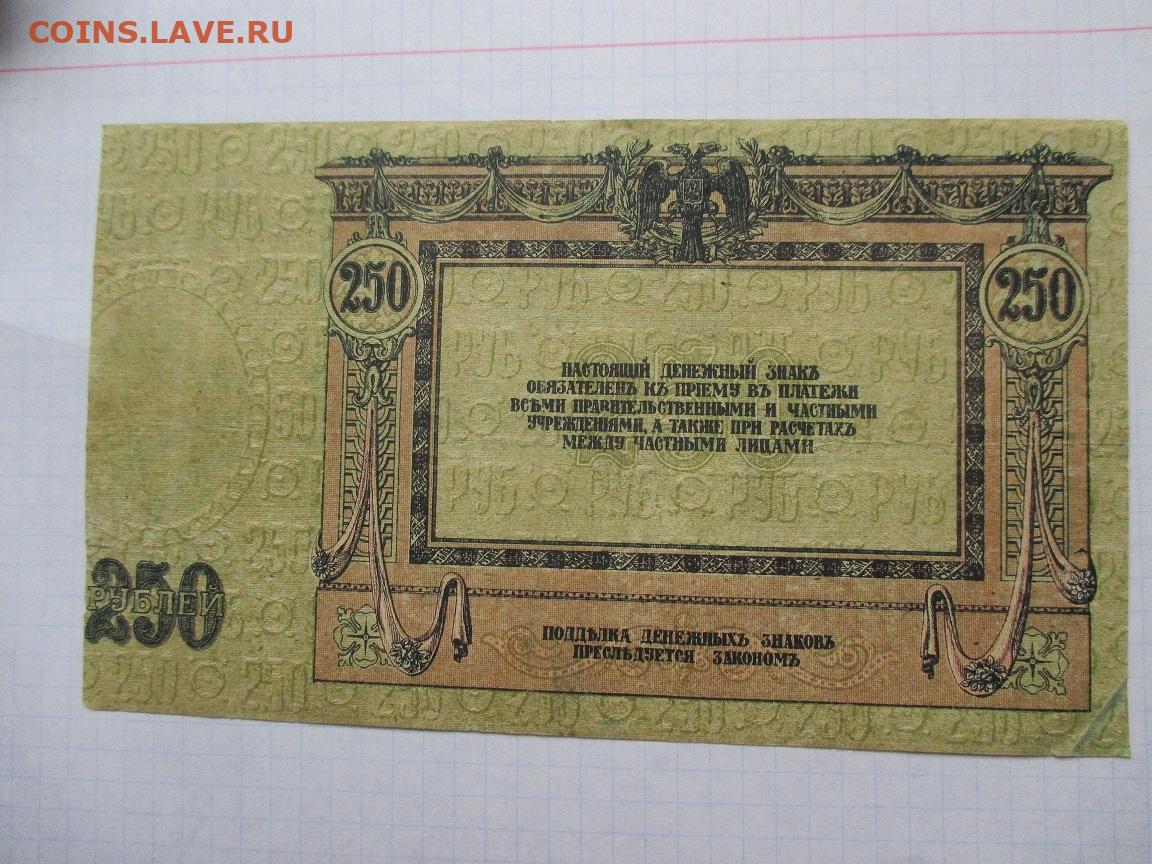 COINS.LAVE.RU
250
250
НАСТОЯЩІЙ ДЕНЕЖНЫЙ ЗНАКЪ
ОБЯЗАТЕЛЕНЪ КЪ ПРІЕМУ ВЪ ПЛАТЕЖИ
ВСѢМИ ПРАВИТЕЛЬСТВЕННЫМИ И ЧАСТНЫМИ
УЧРЕЖДЕНІЯМИ, А ТАКЖЕ ПРИ РАСЧЕТАХЪ
МЕЖДУ ЧАСТНЫМИ ЛИЦАМИ
250
РУБЛЕЙ
ПОДДѢЛКА ДЕНЕЖНЫХЪ ЗНАКОВЪ
ПРЕСЛѢДУЕТСЯ ЗАКОНОМЪ